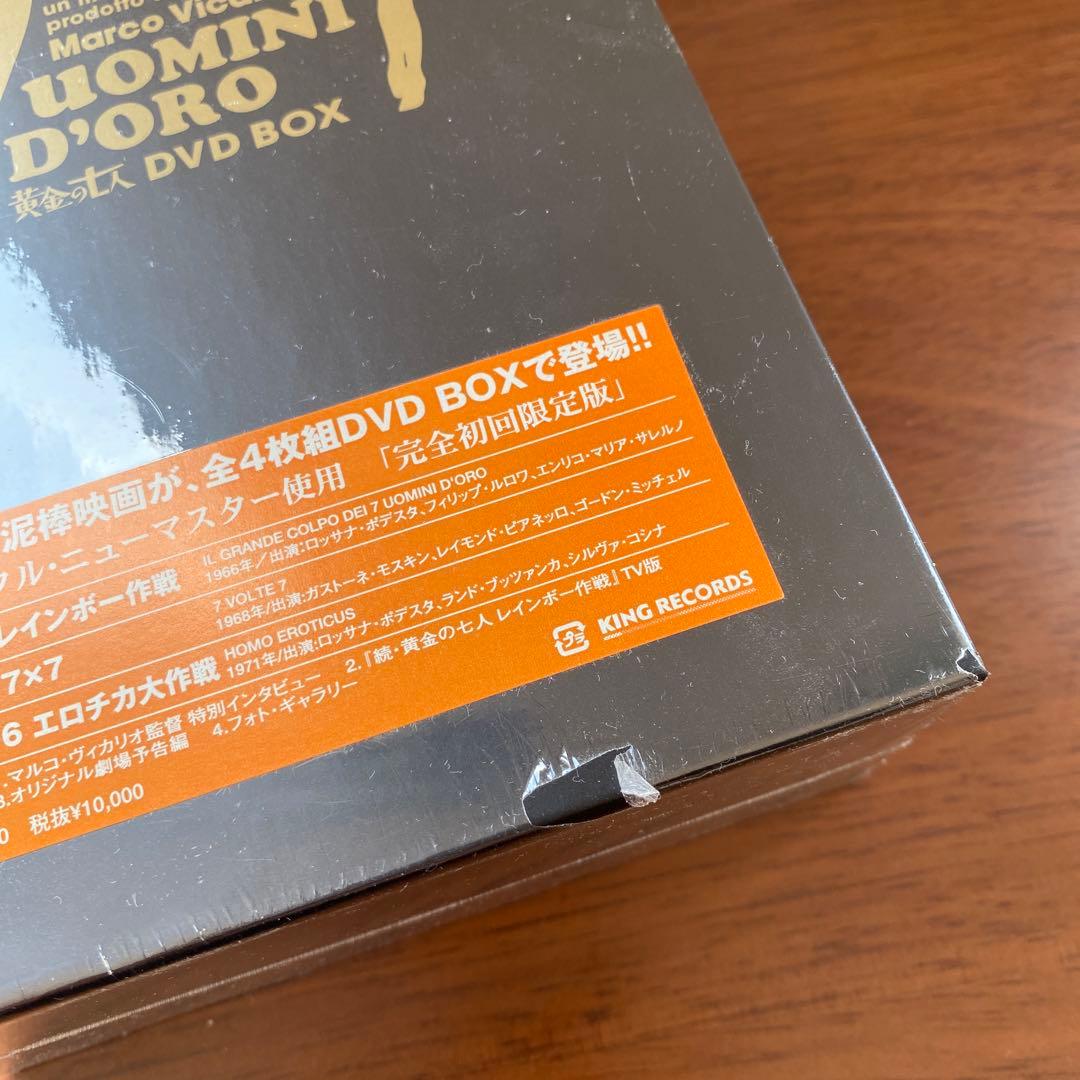 un
prodotto
Marco Vica
UOMINI
D'ORO
黄金の七人 DVD BOX
泥棒映画が、全4枚組DVD BOXで登場!!
ル・ニューマスター使用 「完全初回限定版」
レインボー作戦
IL GRANDE COLPO DEI 7 UOMINI D'ORO
1966年/出演:ロッサナ・ポデスタ、フィリップ・ルロワ、エンリコ・マリア・サレルノ
7×7
7 VOLTE 7
1968年/出演:ガストーネ・モスキン、レイモンド・ピアネッロ、ゴードン・ミッチェル
6 エロチカ大作戦
HOMO EROTICUS
1971年/出演:ロッサナ・ポデスタ、ランド・ブッツァンカ、シルヴァ・コシナ
.マルコ・ヴィカリオ監督 特別インタビュー 2.『続・黄金の七人 レインボー作戦』TV版
3.オリジナル劇場予告編 4.フォト・ギャラリー
0 税抜¥10,000
プラ
KING RECORDS